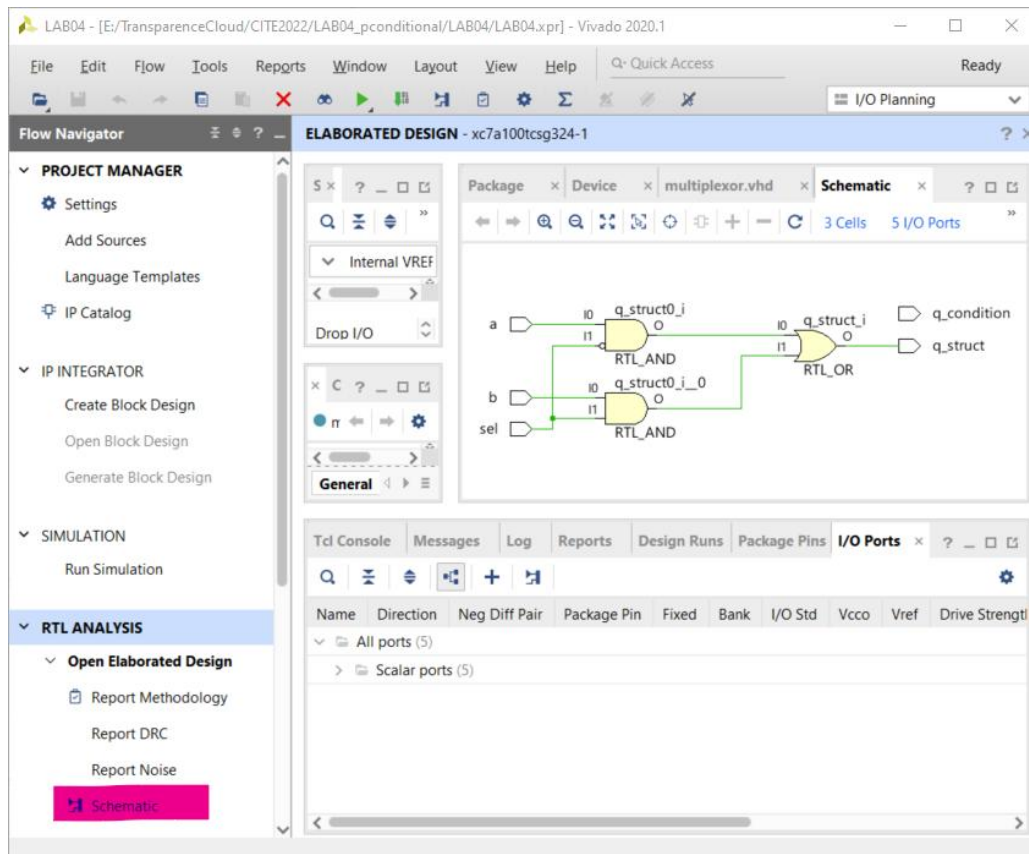 LAB04 - [E:/TransparenceCloud/CITE2022/LAB04_pconditional/LAB04/LAB04.xpr] - Vivado 2020.1
File Edit Flow Tools Reports Window Layout View Help Q- Quick Access Ready
I/O Planning
Flow Navigator
PROJECT MANAGER
Settings
Add Sources
Language Templates
IP Catalog
IP INTEGRATOR
Create Block Design
Open Block Design
Generate Block Design
SIMULATION
Run Simulation
RTL ANALYSIS
Open Elaborated Design
Report Methodology
Report DRC
Report Noise
Schematic
ELABORATED DESIGN - xc7a100tcsg324-1
S
Internal VREF
Drop I/O
C
General
Package Device multiplexor.vhd Schematic
3 Cells 5 I/O Ports
a
I0
I1
q_struct0_i
O
RTL_AND
b
sel
I0
I1
q_struct0_i__0
O
RTL_AND
I0
I1
q_struct_i
O
RTL_OR
q_condition
q_struct
Tcl Console Messages Log Reports Design Runs Package Pins I/O Ports
Name Direction Neg Diff Pair Package Pin Fixed Bank I/O Std Vcco Vref Drive Strengt
All ports (5)
Scalar ports (5)